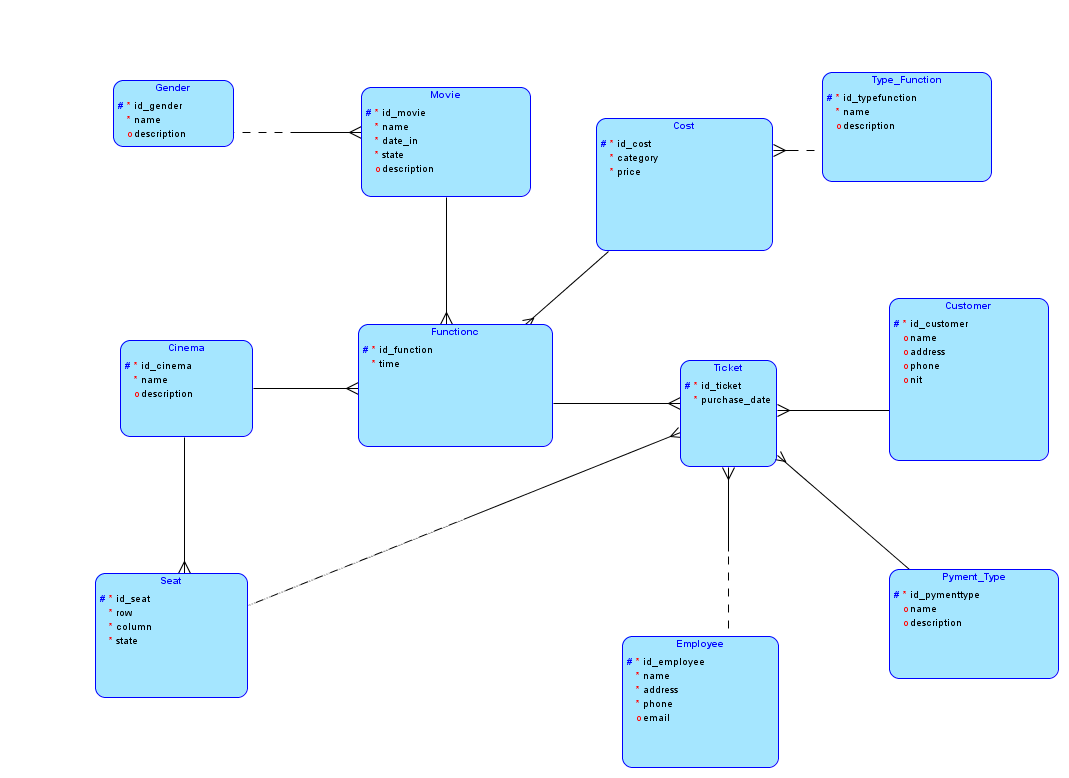 Gender
# * id_gender
* name
o description
Movie
# * id_movie
* name
* date_in
* state
o description
Cost
# * id_cost
* category
* price
Type_Function
# * id_typefunction
* name
o description
Cinema
# * id_cinema
* name
o description
Functionc
# * id_function
* time
Ticket
# * id_ticket
* purchase_date
Customer
# * id_customer
o name
o address
o phone
o nit
Seat
# * id_seat
* row
* column
* state
Employee
# * id_employee
* name
* address
* phone
o email
Pyment_Type
# * id_pymenttype
o name
o description